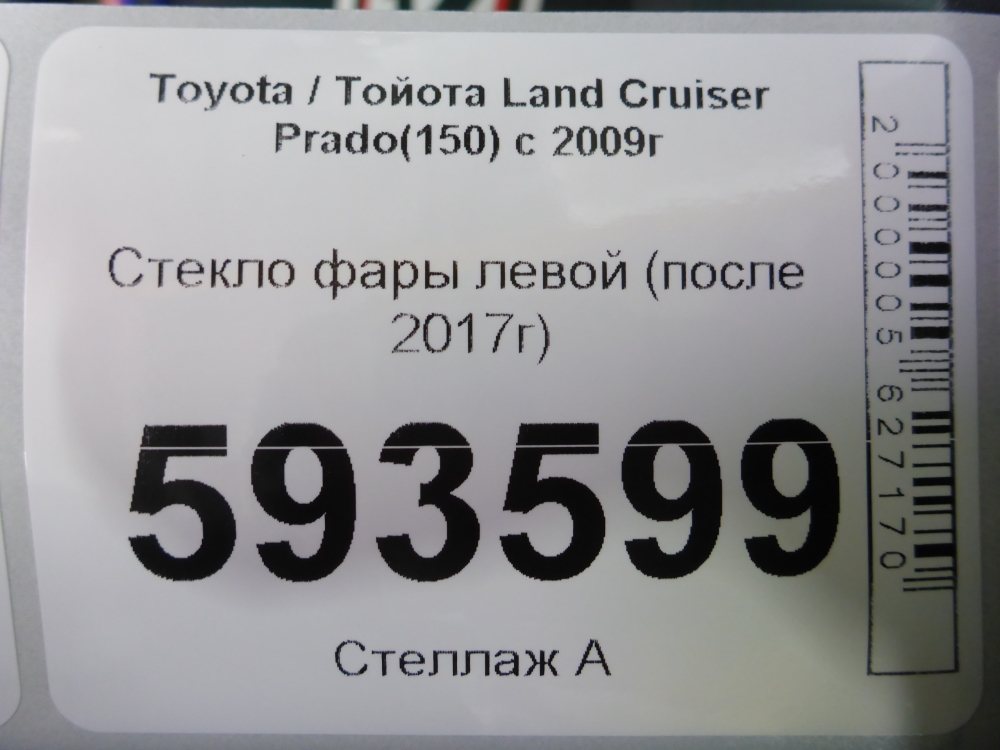 Toyota / Тойота Land Cruiser
Prado(150) с 2009г
Стекло фары левой (после
2017г)
593599
Стеллаж А
2000005627170